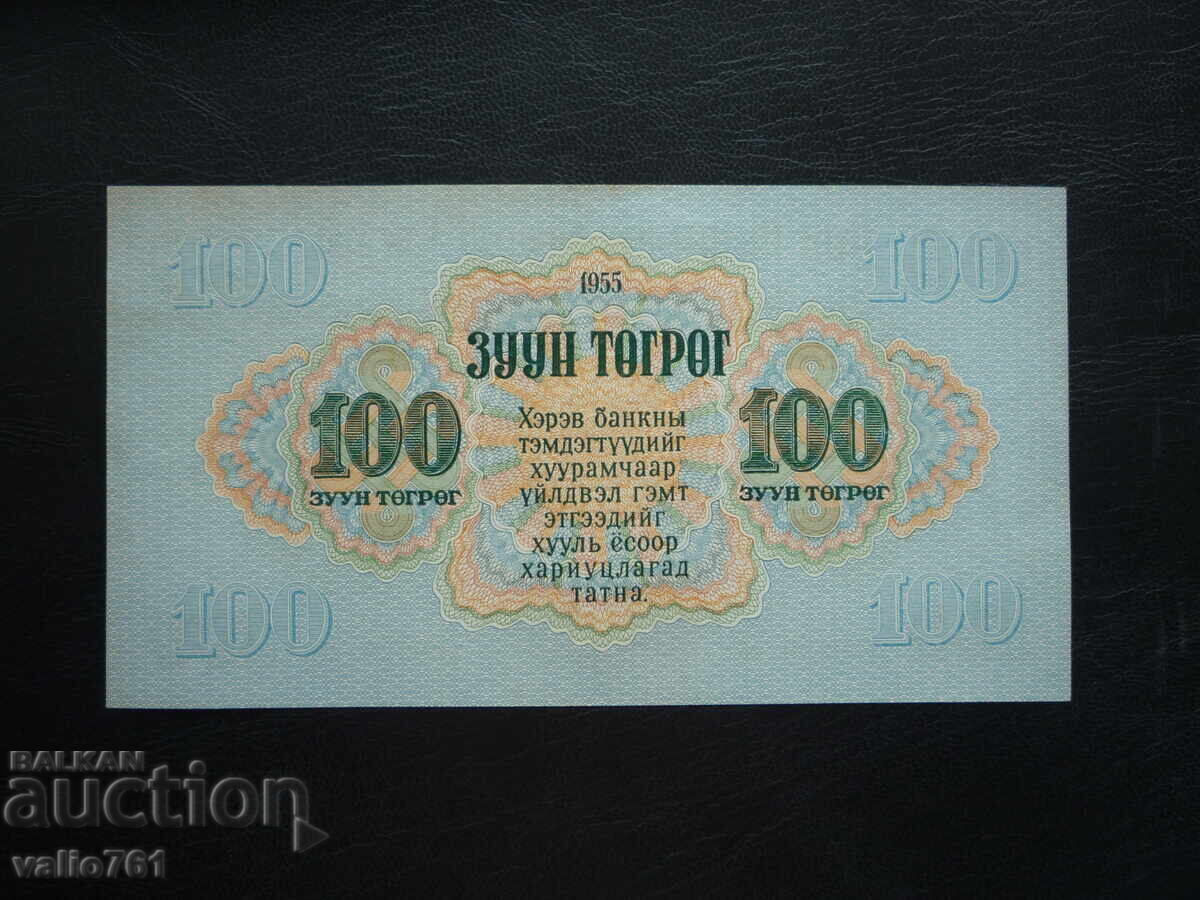 100 100
1955
ЗУУН ТӨГРӨГ
100 100
ЗУУН ТӨГРӨГ ЗУУН ТӨГРӨГ
Хэрэв банкны
тэмдэгтүүдийг
хуурамчаар
үйлдвэл гэмт
этгээдийг
хууль ёсоор
хариуцлагад
татна.
100 100
BALKAN
auction
valio761